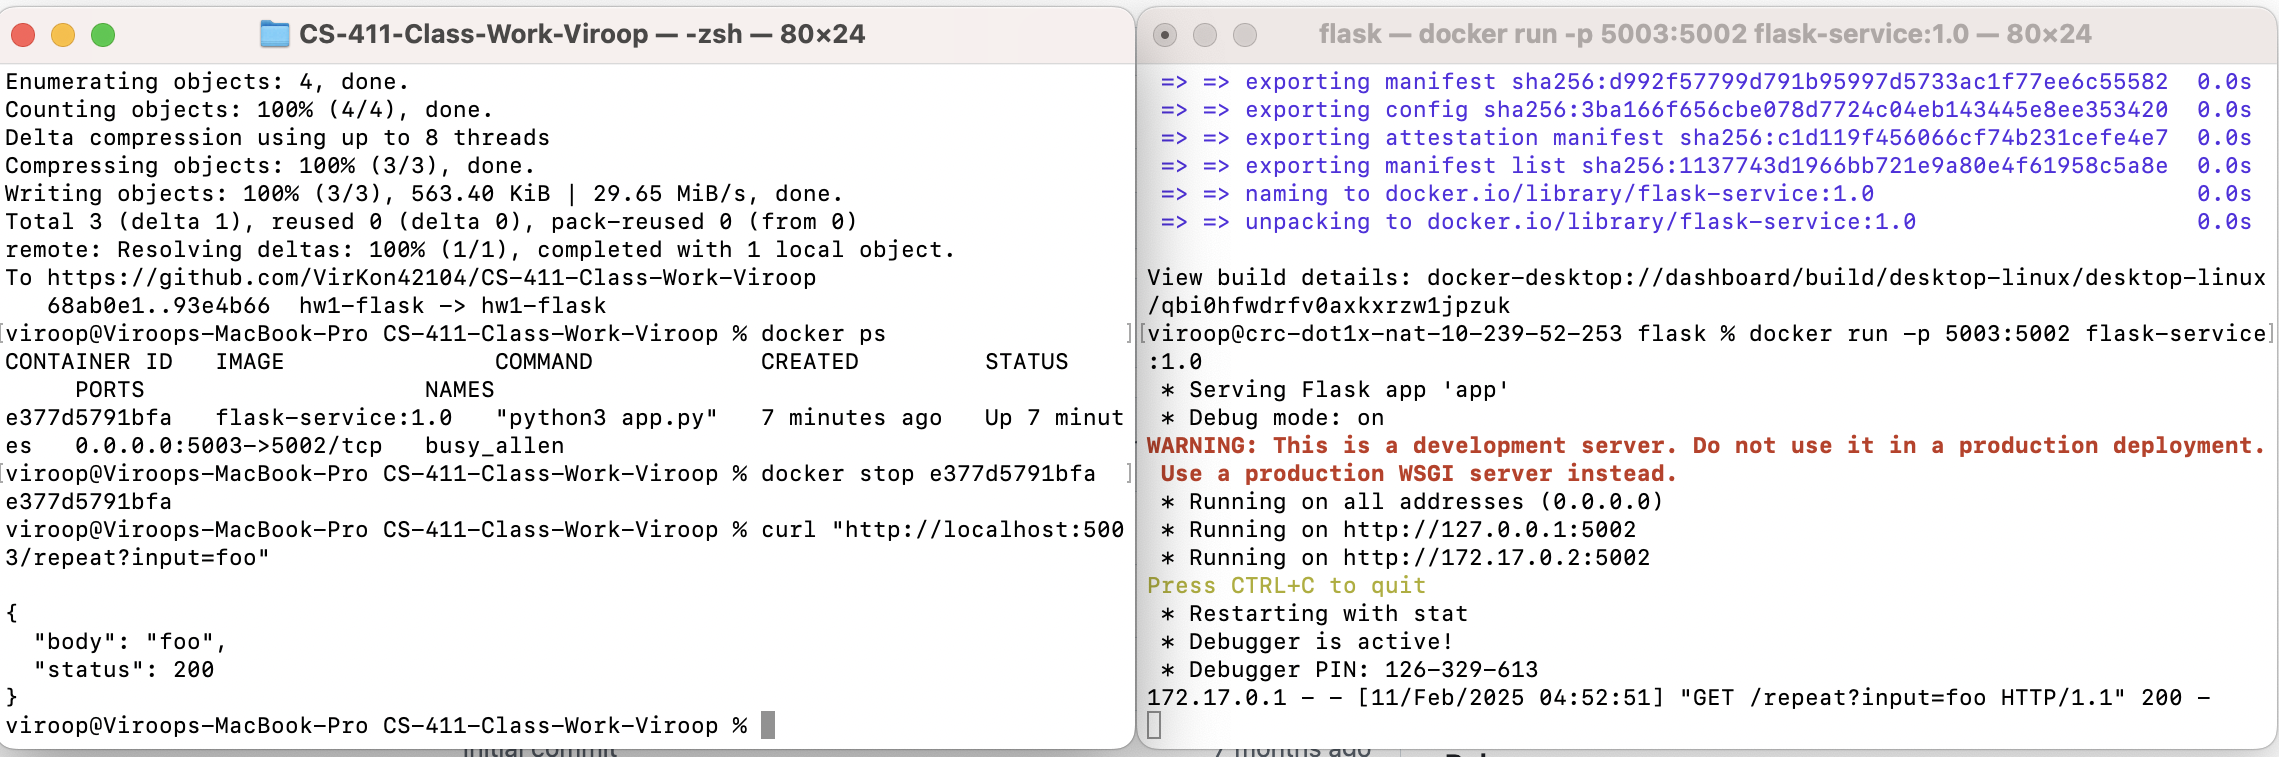 CS-411-Class-Work-Viroop — -zsh — 80×24
Enumerating objects: 4, done.
Counting objects: 100% (4/4), done.
Delta compression using up to 8 threads
Compressing objects: 100% (3/3), done.
Writing objects: 100% (3/3), 563.40 KiB | 29.65 MiB/s, done.
Total 3 (delta 1), reused 0 (delta 0), pack-reused 0 (from 0)
remote: Resolving deltas: 100% (1/1), completed with 1 local object.
To https://github.com/VirKon42104/CS-411-Class-Work-Viroop
   68ab0e1..93e4b66  hw1-flask -> hw1-flask
[viroop@Viroops-MacBook-Pro CS-411-Class-Work-Viroop % docker ps ]
CONTAINER ID   IMAGE               COMMAND            CREATED         STATUS
     PORTS                    NAMES
e377d5791bfa   flask-service:1.0   "python3 app.py"   7 minutes ago   Up 7 minut
es   0.0.0.0:5003->5002/tcp   busy_allen
[viroop@Viroops-MacBook-Pro CS-411-Class-Work-Viroop % docker stop e377d5791bfa ]
e377d5791bfa
viroop@Viroops-MacBook-Pro CS-411-Class-Work-Viroop % curl "http://localhost:500
3/repeat?input=foo"
{
  "body": "foo",
  "status": 200
}
viroop@Viroops-MacBook-Pro CS-411-Class-Work-Viroop %
flask — docker run -p 5003:5002 flask-service:1.0 — 80×24
=> => exporting manifest sha256:d992f57799d791b95997d5733ac1f77ee6c55582  0.0s
=> => exporting config sha256:3ba166f656cbe078d7724c04eb143445e8ee353420  0.0s
=> => exporting attestation manifest sha256:c1d119f456066cf74b231cefe4e7  0.0s
=> => exporting manifest list sha256:1137743d1966bb721e9a80e4f61958c5a8e  0.0s
=> => naming to docker.io/library/flask-service:1.0  0.0s
=> => unpacking to docker.io/library/flask-service:1.0  0.0s
View build details: docker-desktop://dashboard/build/desktop-linux/desktop-linux
/qbi0hfwdrfv0axkxrzw1jpzuk
[viroop@crc-dot1x-nat-10-239-52-253 flask % docker run -p 5003:5002 flask-service]
:1.0
 * Serving Flask app 'app'
 * Debug mode: on
WARNING: This is a development server. Do not use it in a production deployment.
 Use a production WSGI server instead.
 * Running on all addresses (0.0.0.0)
 * Running on http://127.0.0.1:5002
 * Running on http://172.17.0.2:5002
Press CTRL+C to quit
 * Restarting with stat
 * Debugger is active!
 * Debugger PIN: 126-329-613
172.17.0.1 - - [11/Feb/2025 04:52:51] "GET /repeat?input=foo HTTP/1.1" 200 -
initial commit
7 months ago